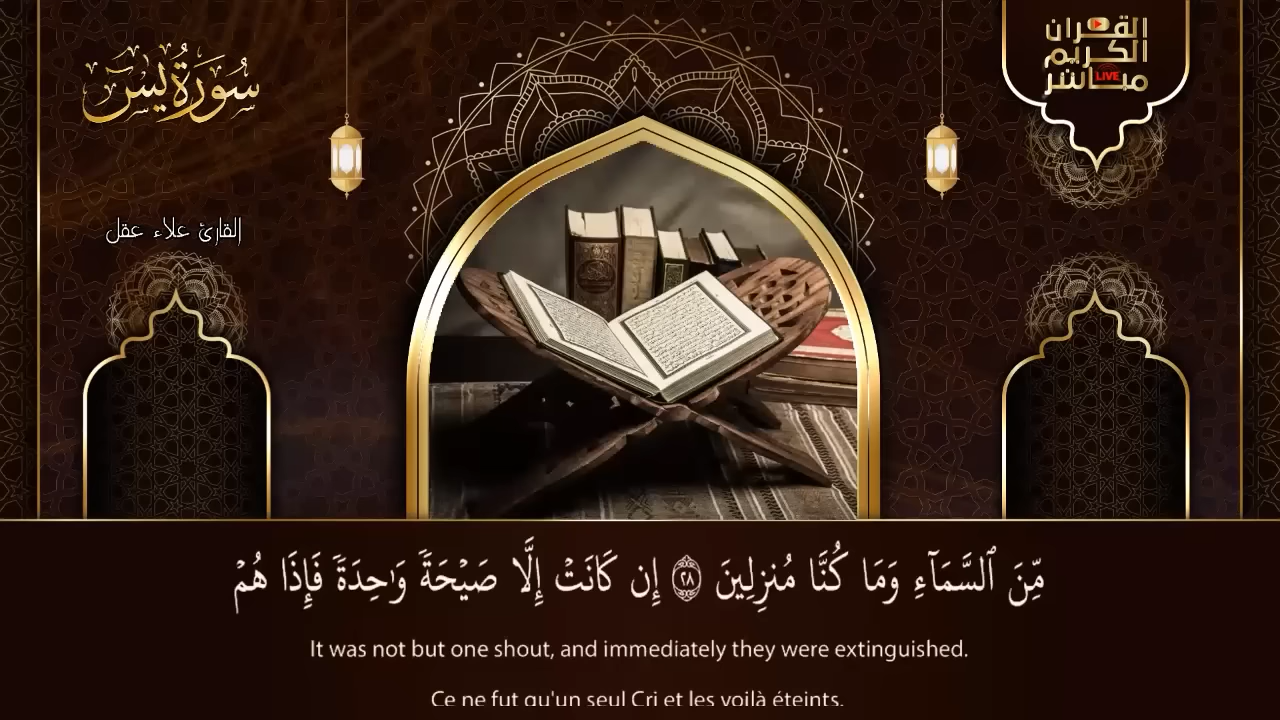 سُورَةُ يس
القرآن
الكريم
مباشر
LIVE
القارئ علاء عقل
مِّنَ ٱلسَّمَآءِ وَمَا كُنَّا مُنزِلِينَ ٢٨ إِن كَانَتْ إِلَّا صَيْحَةً وَٰحِدَةً فَإِذَا هُمْ
It was not but one shout, and immediately they were extinguished.
Ce ne fut qu'un seul Cri et les voilà éteints.